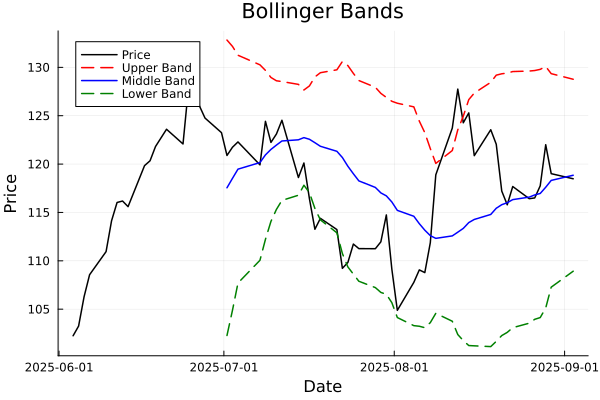 Bollinger Bands
Price
Upper Band
Middle Band
Lower Band
130
125
120
115
110
105
Price
2025-06-01 2025-07-01 2025-08-01 2025-09-01
Date